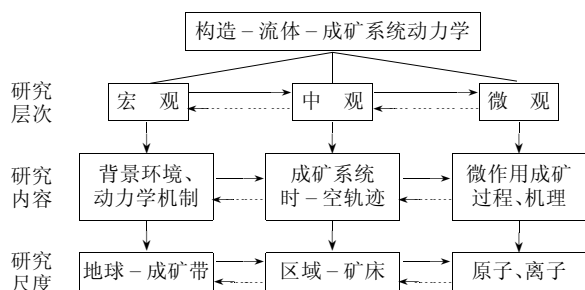 构造－流体－成矿系统动力学
研究
层次
宏 观
中 观
微 观
研究
内容
背景环境、
动力学机制
成矿系统
时－空轨迹
微作用成矿
过程、机理
研究
尺度
地球－成矿带
区域－矿床
原子、离子